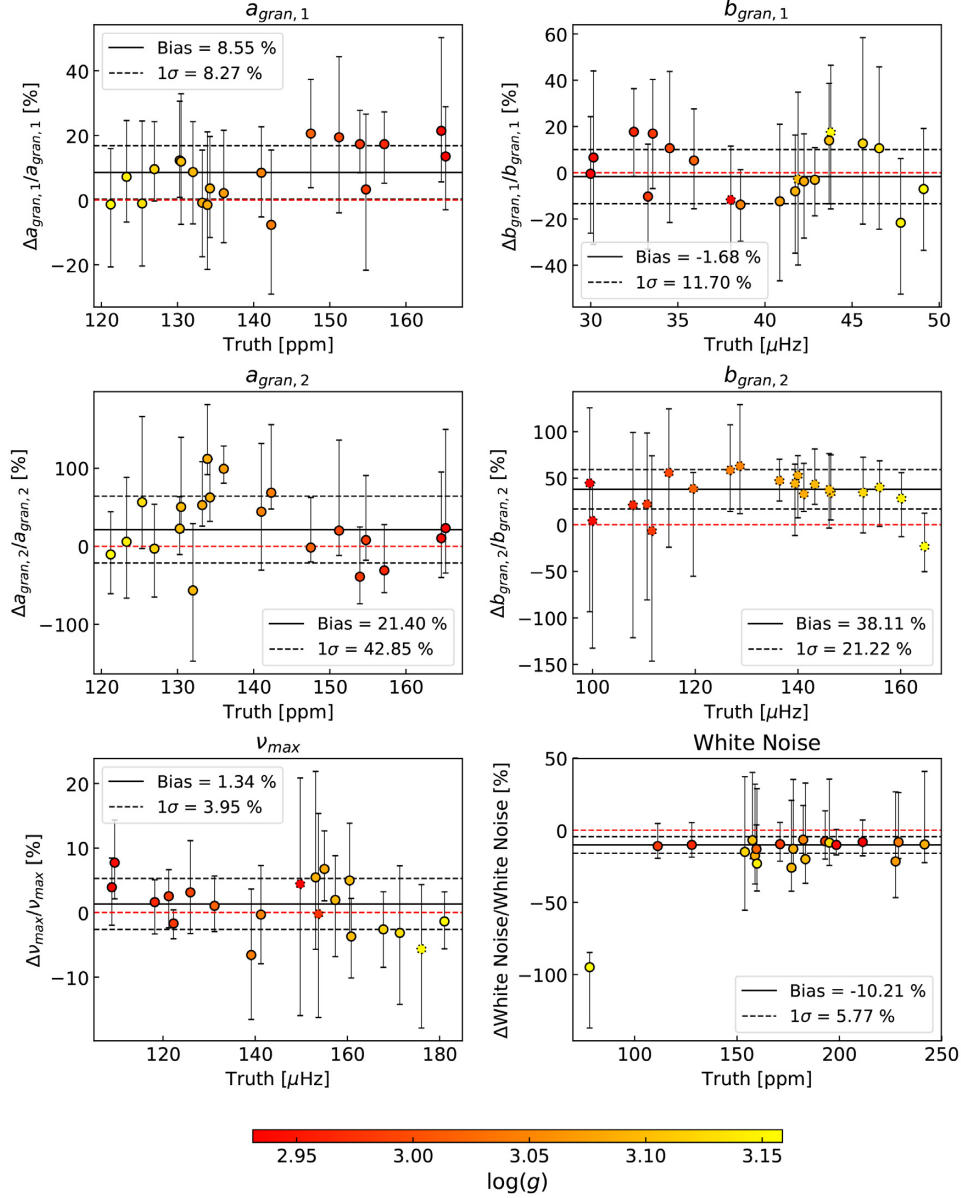 a_gran, 1
Bias = 8.55 %
1σ = 8.27 %
Δa_gran, 1/a_gran, 1 [%]
40
20
0
−20
120 130 140 150 160
Truth [ppm]
b_gran, 1
Δb_gran, 1/b_gran, 1 [%]
60
40
20
0
−20
−40
Bias = -1.68 %
1σ = 11.70 %
30 35 40 45 50
Truth [μHz]
a_gran, 2
Δa_gran, 2/a_gran, 2 [%]
100
0
−100
Bias = 21.40 %
1σ = 42.85 %
120 130 140 150 160
Truth [ppm]
b_gran, 2
Δb_gran, 2/b_gran, 2 [%]
100
50
0
−50
−100
−150
Bias = 38.11 %
1σ = 21.22 %
100 120 140 160
Truth [μHz]
ν_max
Bias = 1.34 %
1σ = 3.95 %
Δν_max/ν_max [%]
20
10
0
−10
120 140 160 180
Truth [μHz]
White Noise
ΔWhite Noise/White Noise [%]
50
0
−50
−100
Bias = -10.21 %
1σ = 5.77 %
100 150 200 250
Truth [ppm]
2.95 3.00 3.05 3.10 3.15
log(g)